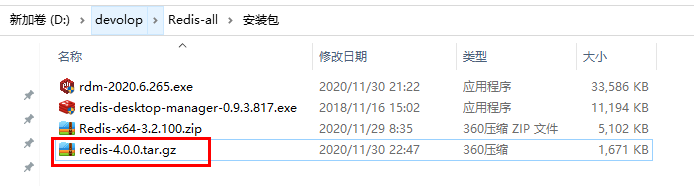 新加卷 (D:) › devolop › Redis-all › 安装包
名称 修改日期 类型 大小
rdm-2020.6.265.exe 2020/11/30 21:22 应用程序 33,586 KB
redis-desktop-manager-0.9.3.817.exe 2018/11/16 15:02 应用程序 11,194 KB
Redis-x64-3.2.100.zip 2020/11/29 8:35 360压缩 ZIP 文件 5,102 KB
redis-4.0.0.tar.gz 2020/11/30 22:47 360压缩 1,671 KB